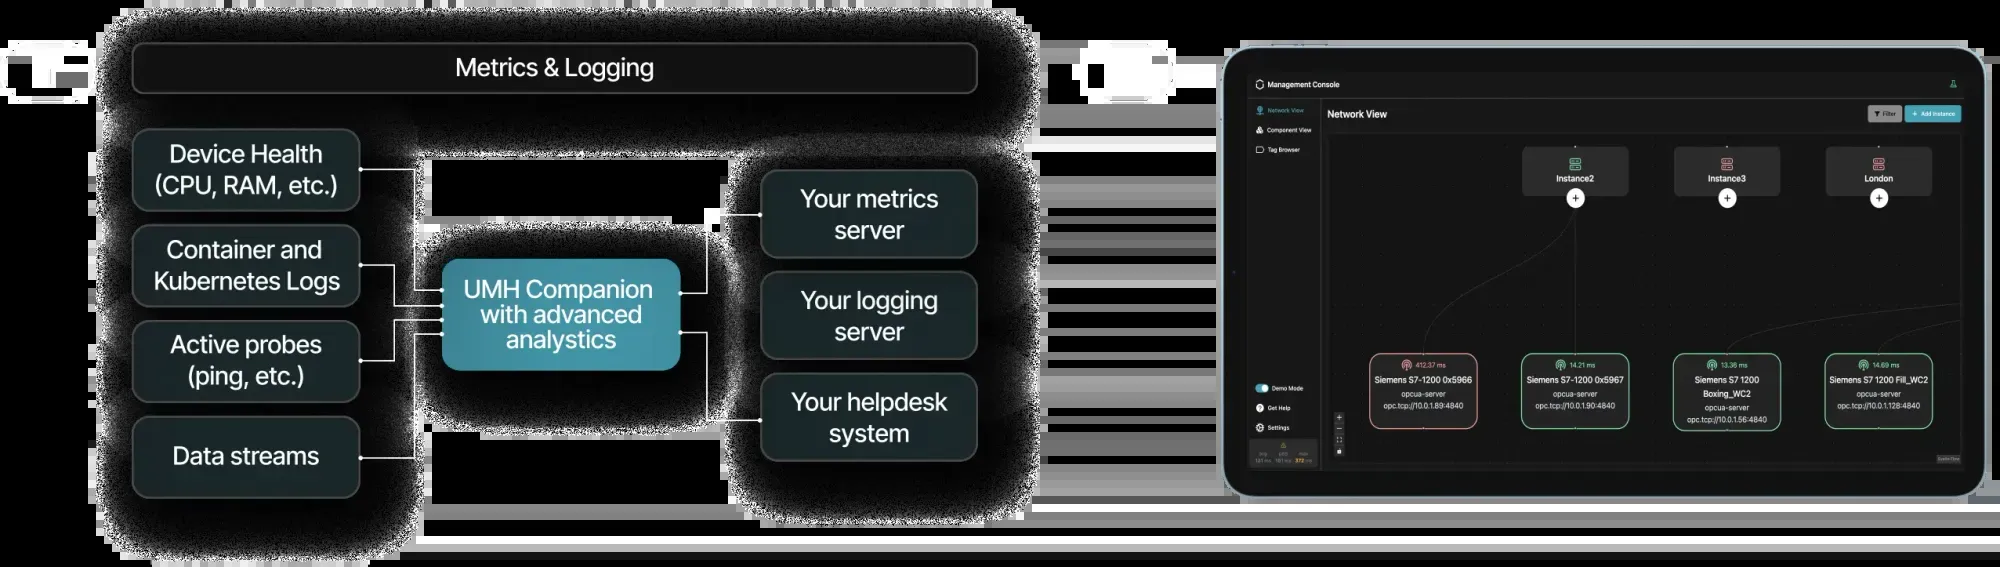 Metrics & Logging
Device Health
(CPU, RAM, etc.)
Container and
Kubernetes Logs
Active probes
(ping, etc.)
Data streams
UMH Companion
with advanced
analystics
Your metrics
server
Your logging
server
Your helpdesk
system
Management Console
Network View
Component View
Tag Browser
Demo Mode
Get Help
Settings
Network View
Filter
+ Add Instance
Instance2
Instance3
London
412.37 ms
Siemens S7-1200 0x5966
opcua-server
opc.tcp://10.0.1.89:4840
14.21 ms
Siemens S7-1200 0x5967
opcua-server
opc.tcp://10.0.1.90:4840
13.36 ms
Siemens S7 1200
Boxing_WC2
opcua-server
opc.tcp://10.0.1.56:4840
14.69 ms
Siemens S7 1200 Fill_WC2
opcua-server
opc.tcp://10.0.1.128:4840